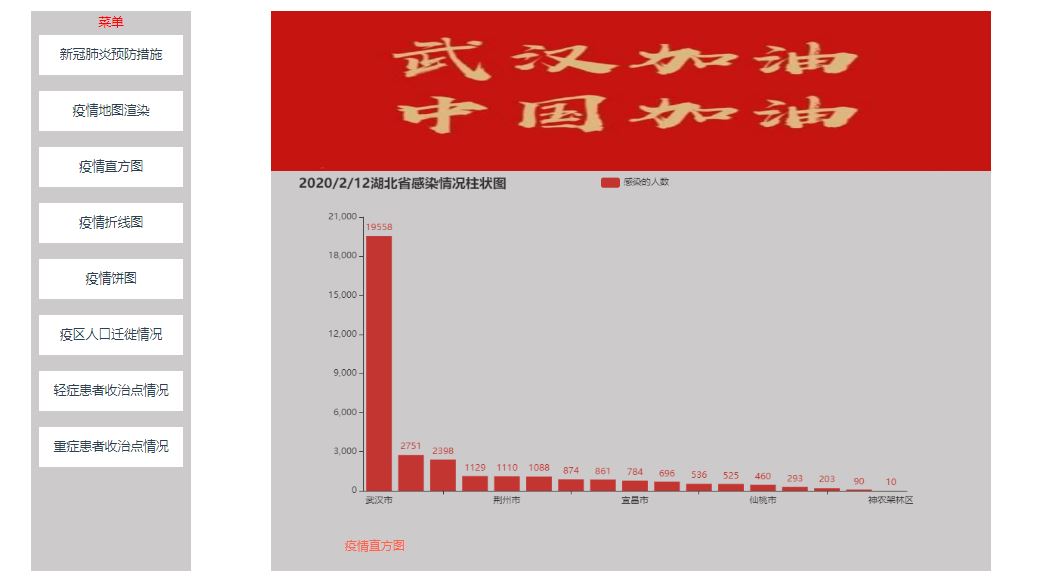 菜单
新冠肺炎预防措施
疫情地图渲染
疫情直方图
疫情折线图
疫情饼图
疫区人口迁徙情况
轻症患者收治点情况
重症患者收治点情况
武汉加油
中国加油
2020/2/12湖北省感染情况柱状图
感染的人数
21,000
18,000
15,000
12,000
9,000
6,000
3,000
0
19558
2751
2398
1129
1110
1088
874
861
784
696
536
525
460
293
203
90
10
武汉市
荆州市
宜昌市
仙桃市
神农架林区
疫情直方图